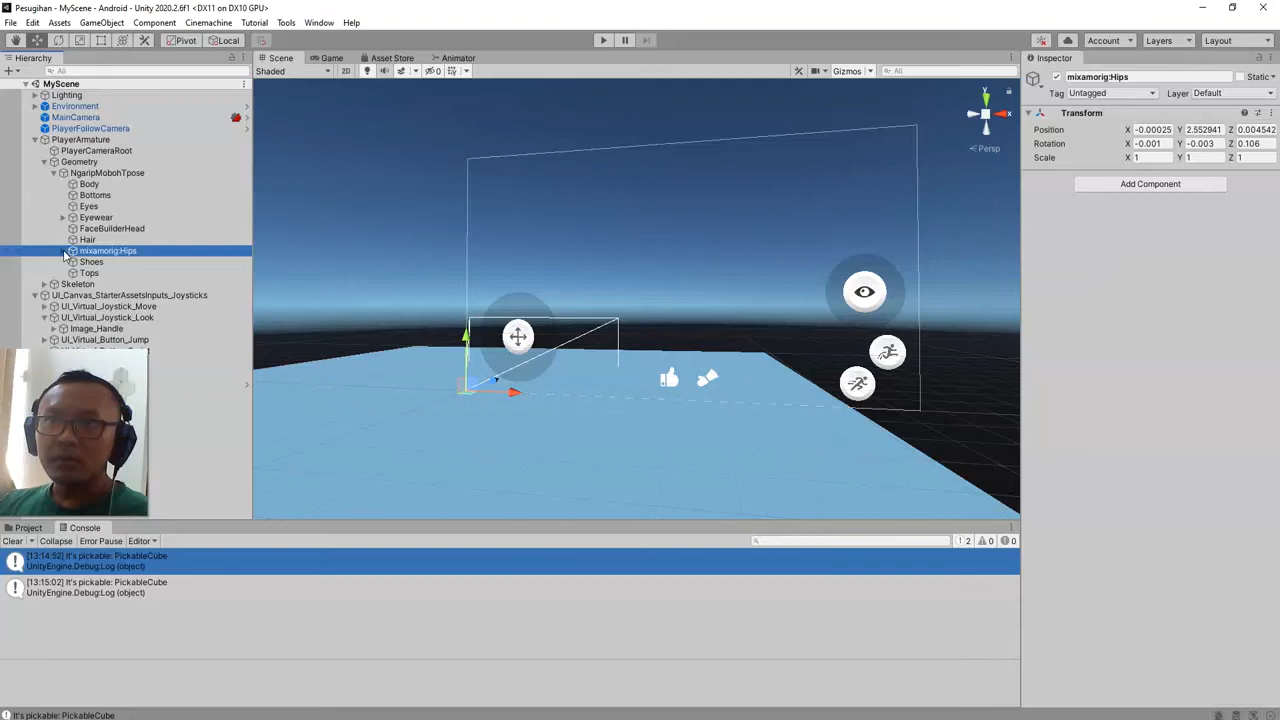 Pesugihan - MyScene - Android - Unity 2020.2.6f1 <DX11 on DX10 GPU>
File Edit Assets GameObject Component Cinemachine Tutorial Tools Window Help
Pivot Local Account Layers Layout
Hierarchy Scene Game Asset Store Animator Inspector
All Shaded 2D 0 Gizmos All
mixamorig:Hips Static
Tag Untagged Layer Default
Transform
Position X -0.00025 Y 2.552941 Z 0.004542
Rotation X -0.001 Y -0.003 Z 0.106
Scale X 1 Y 1 Z 1
Add Component
MyScene
Lighting
Environment
MainCamera
PlayerFollowCamera
PlayerArmature
PlayerCameraRoot
Geometry
NgaripMobohTpose
Body
Bottoms
Eyes
Eyewear
FaceBuilderHead
Hair
mixamorig:Hips
Shoes
Tops
Skeleton
UI_Canvas_StarterAssetsInputs_Joysticks
UI_Virtual_Joystick_Move
UI_Virtual_Joystick_Look
Image_Handle
UI_Virtual_Button_Jump
y
x
Persp
Project Console
Clear Collapse Error Pause Editor 2 0 0
[13:14:52] It's pickable: PickableCube
UnityEngine.Debug:Log (object)
[13:15:02] It's pickable: PickableCube
UnityEngine.Debug:Log (object)
It's pickable: PickableCube